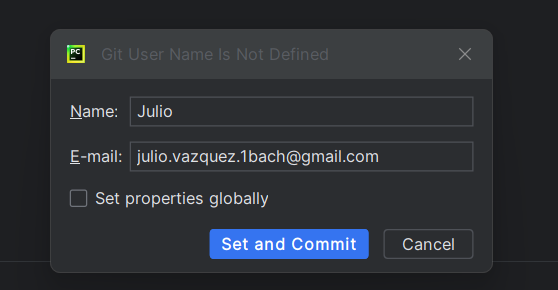 PC
Git User Name Is Not Defined
Name: Julio
E-mail: julio.vazquez.1bach@gmail.com
Set properties globally
Set and Commit Cancel